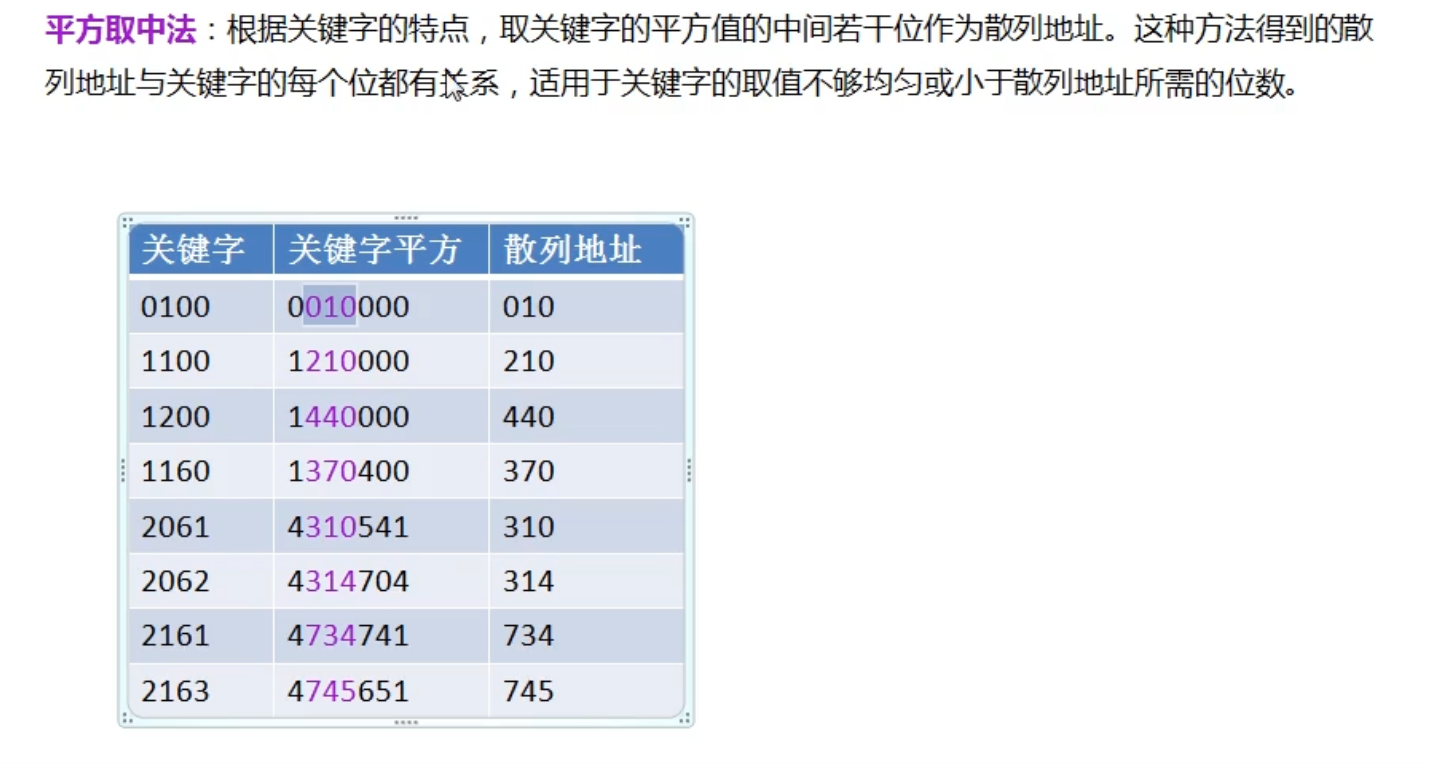 平方取中法：根据关键字的特点，取关键字的平方值的中间若干位作为散列地址。这种方法得到的散
列地址与关键字的每个位都有关系，适用于关键字的取值不够均匀或小于散列地址所需的位数。
关键字 关键字平方 散列地址
0100 0010000 010
1100 1210000 210
1200 1440000 440
1160 1370400 370
2061 4310541 310
2062 4314704 314
2161 4734741 734
2163 4745651 745